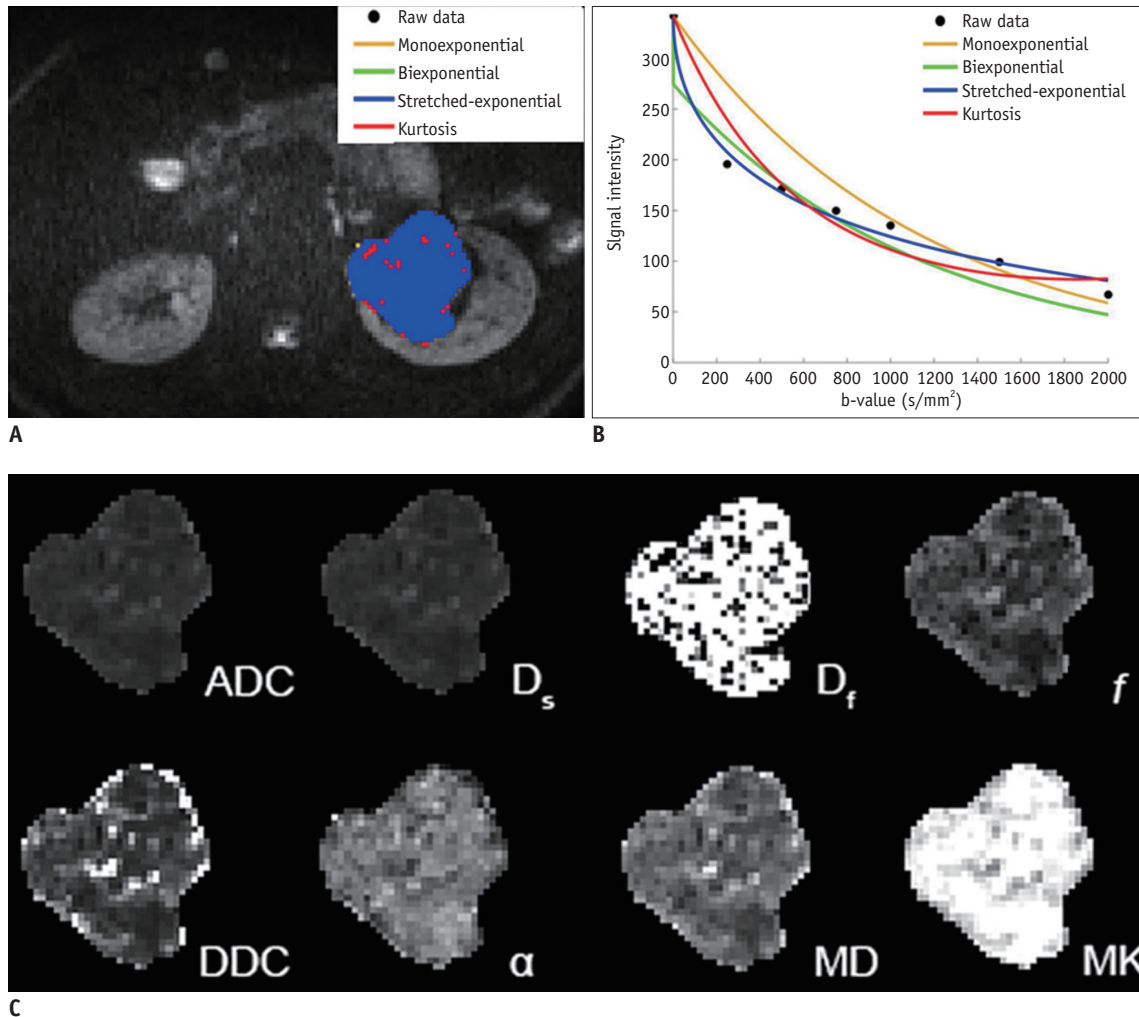 Raw data
Monoexponential
Biexponential
Stretched-exponential
Kurtosis
A
Raw data
Monoexponential
Biexponential
Stretched-exponential
Kurtosis
SIgnal intensity
300
250
200
150
100
50
0
0 200 400 600 800 1000 1200 1400 1600 1800 2000
b-value (s/mm²)
B
ADC Ds Df f
DDC α MD MK
C